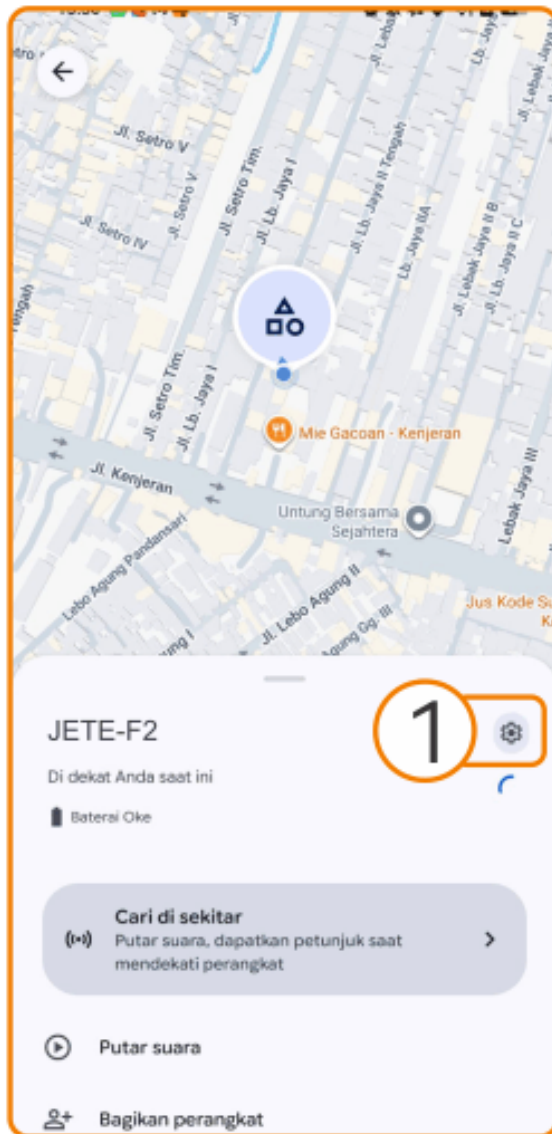 Jl. Setro V
Jl. Setro IV
Jl. Setro V
Jl. Setro Tim.
Jl. Lb. Jaya I
Jl. Lb. Jaya II Tengah
Lb. Jaya IIA
Jl. Lebak Jaya II B
Jl. Lebak Jaya II C
Tengah
Jl. Setro Tim.
Jl. Lb. Jaya I
Mie Gacoan - Kenjeran
Jl. Kenjeran
Untung Bersama
Sejahtera
Lebak Jaya III
Lebo Agung Pandansari
Jl. Lebo Agung II
Agung Gg. III
Jus Kode
JETE-F2
1
Di dekat Anda saat ini
Baterai Oke
Cari di sekitar
Putar suara, dapatkan petunjuk saat
mendekati perangkat
Putar suara
Bagikan perangkat